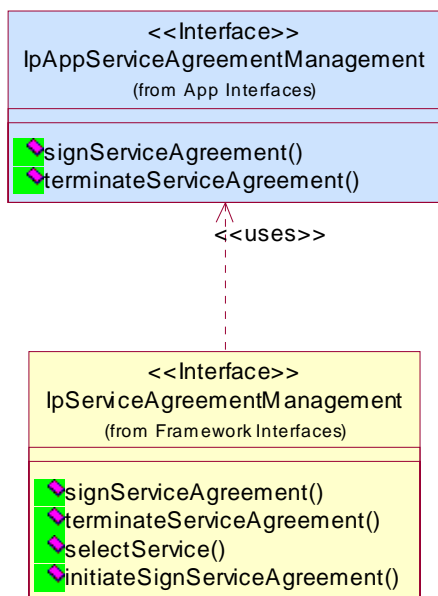 <<Interface>>
IpAppServiceAgreementManagement
(from App Interfaces)
signServiceAgreement()
terminateServiceAgreement()
<<uses>>
<<Interface>>
IpServiceAgreementManagement
(from Framework Interfaces)
signServiceAgreement()
terminateServiceAgreement()
selectService()
initiateSignServiceAgreement()